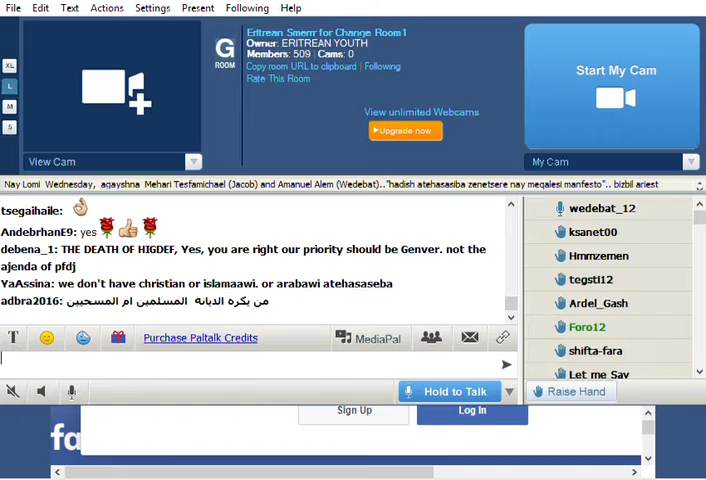 File Edit Text Actions Settings Present Following Help
XL
L
M
S
G
ROOM
Eritrean Smerrr for Change Room1
Owner: ERITREAN YOUTH
Members: 509 | Cams: 0
Copy room URL to clipboard | Following
Rate This Room
View unlimited Webcams
Upgrade now
Start My Cam
View Cam
My Cam
Nay Lomi Wednesday, agayshna Mehari Tesfamichael (Jacob) and Amanuel Alem (Wedebat).."hadish atehasasiba zenetsere nay meqalesi manfesto".. bizbil ariest
tsegaihaile:
AndebrhanE9: yes
debena_1: THE DEATH OF HIGDEF, Yes, you are right our priority should be Genver. not the
ajenda of pfdj
YaAssina: we don't have christian or islamaawi. or arabawi atehasaseba
adbra2016: من يكره الديانه المسلمين ام المسحيين
T
Purchase Paltalk Credits
MediaPal
Hold to Talk
wedebat_12
ksanet00
Hmmzemen
tegsti12
Ardel_Gash
Foro12
shifta-fara
Let me Say
Raise Hand
fa
Sign Up
Log In